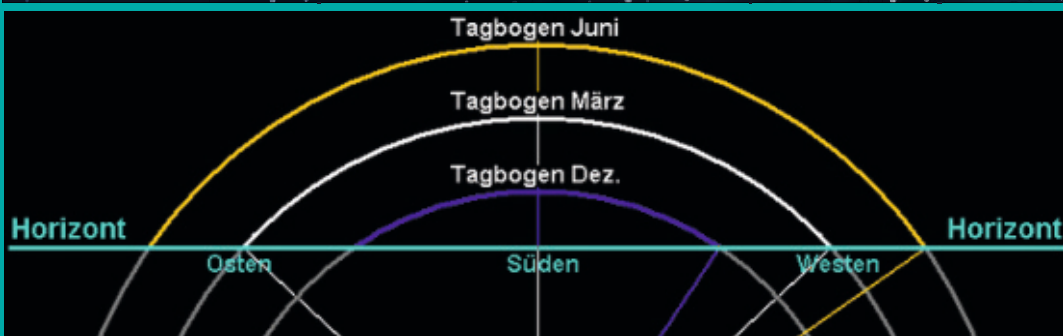 Tagbogen Juni
Tagbogen März
Tagbogen Dez.
Horizont Horizont
Osten Süden Westen